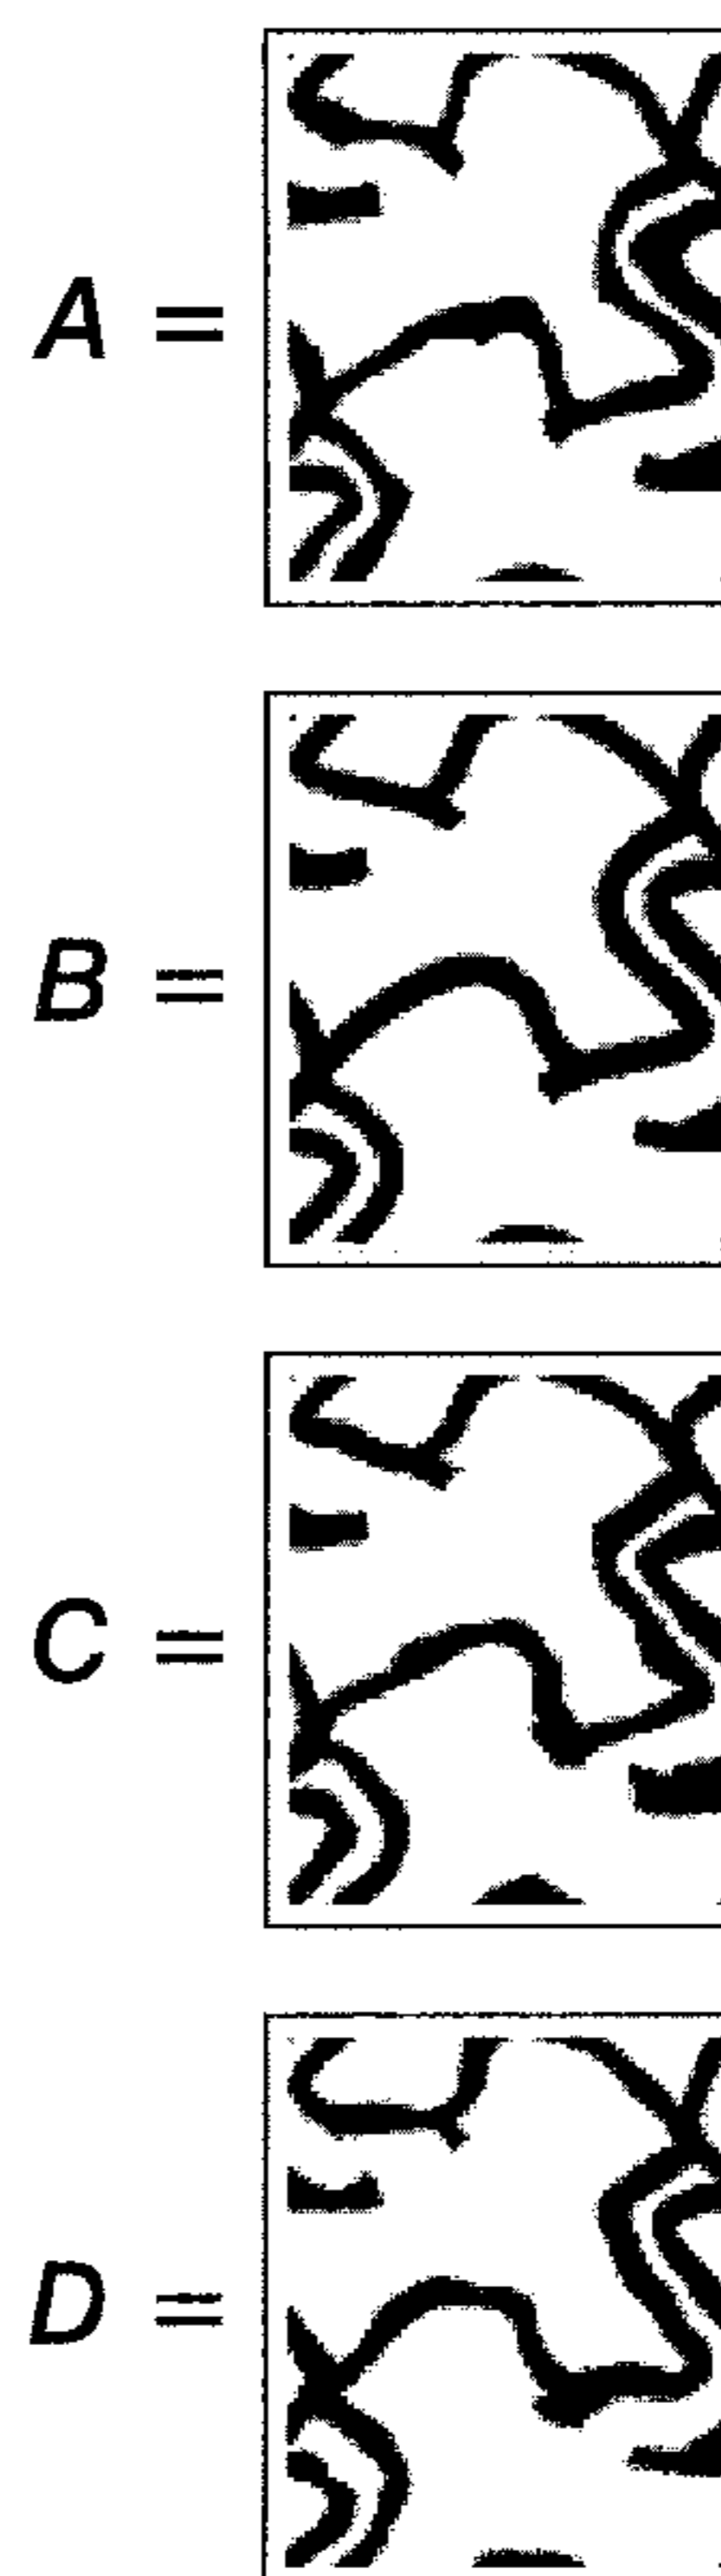 A =
B =
C =
D =